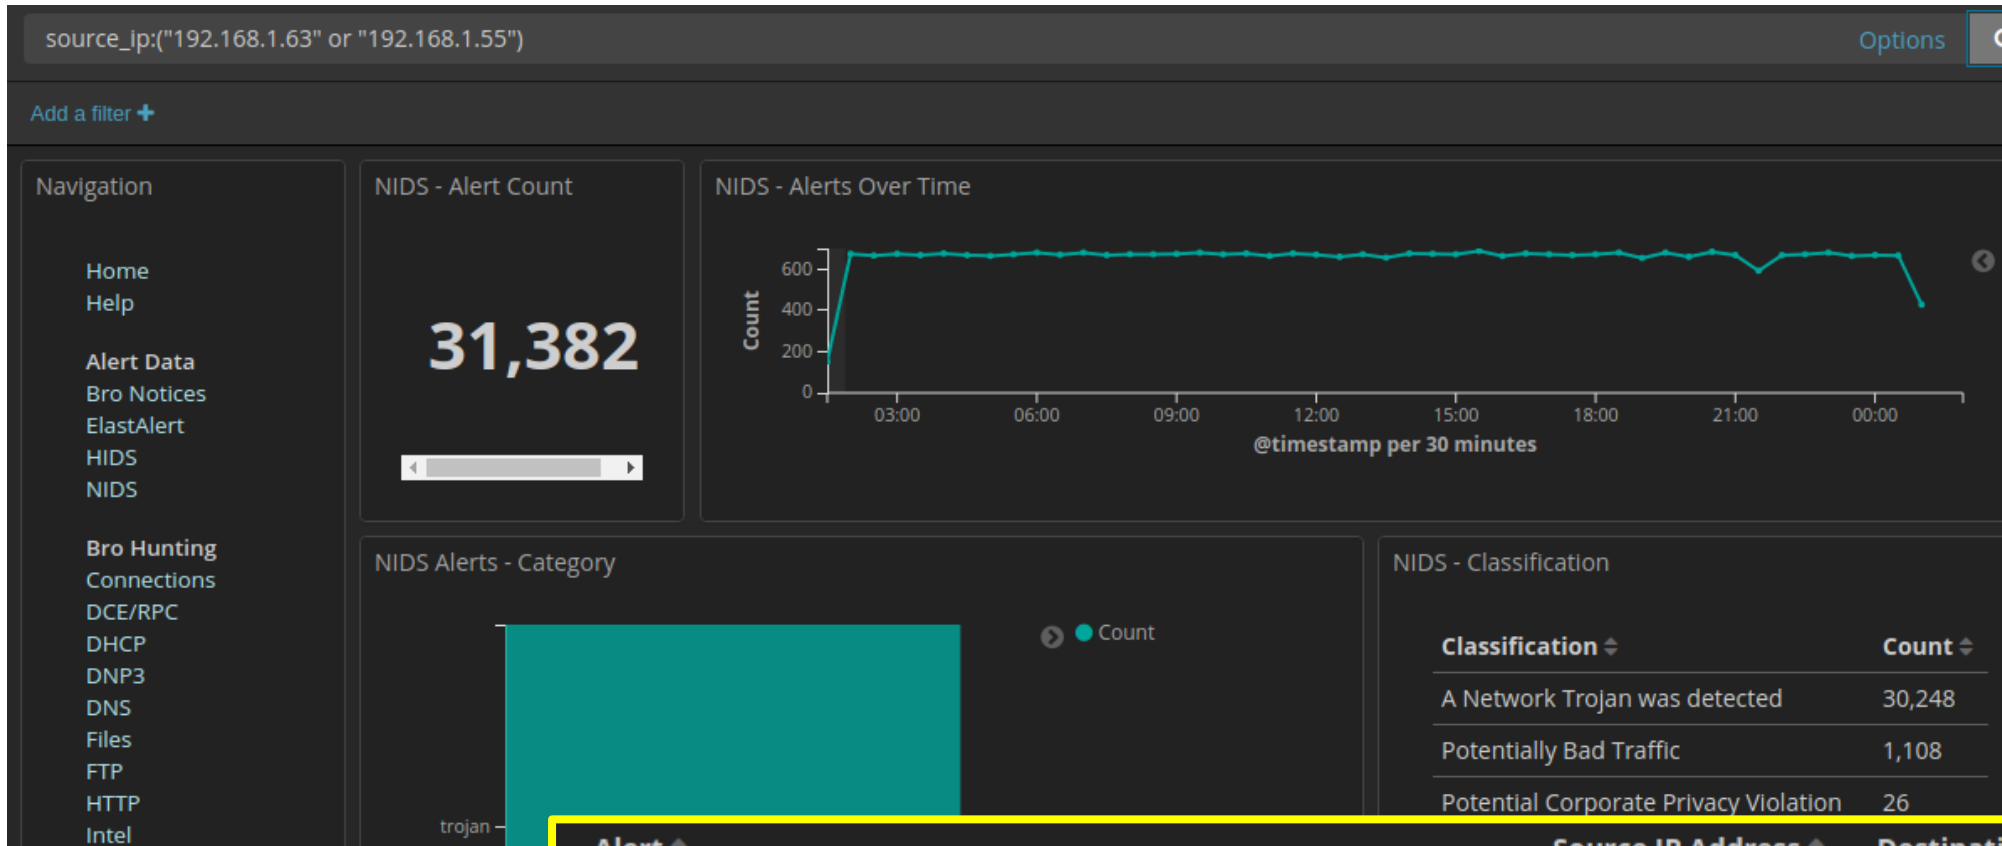 source_ip:("192.168.1.63" or "192.168.1.55")
Options
Add a filter
Navigation
Home
Help
Alert Data
Bro Notices
ElastAlert
HIDS
NIDS
Bro Hunting
Connections
DCE/RPC
DHCP
DNP3
DNS
Files
FTP
HTTP
Intel
NIDS - Alert Count
31,382
NIDS - Alerts Over Time
Count
600
400
200
0
03:00 06:00 09:00 12:00 15:00 18:00 21:00 00:00
@timestamp per 30 minutes
NIDS Alerts - Category
Count
trojan
NIDS - Classification
Classification Count
A Network Trojan was detected 30,248
Potentially Bad Traffic 1,108
Potential Corporate Privacy Violation 26
Alert Source IP Address